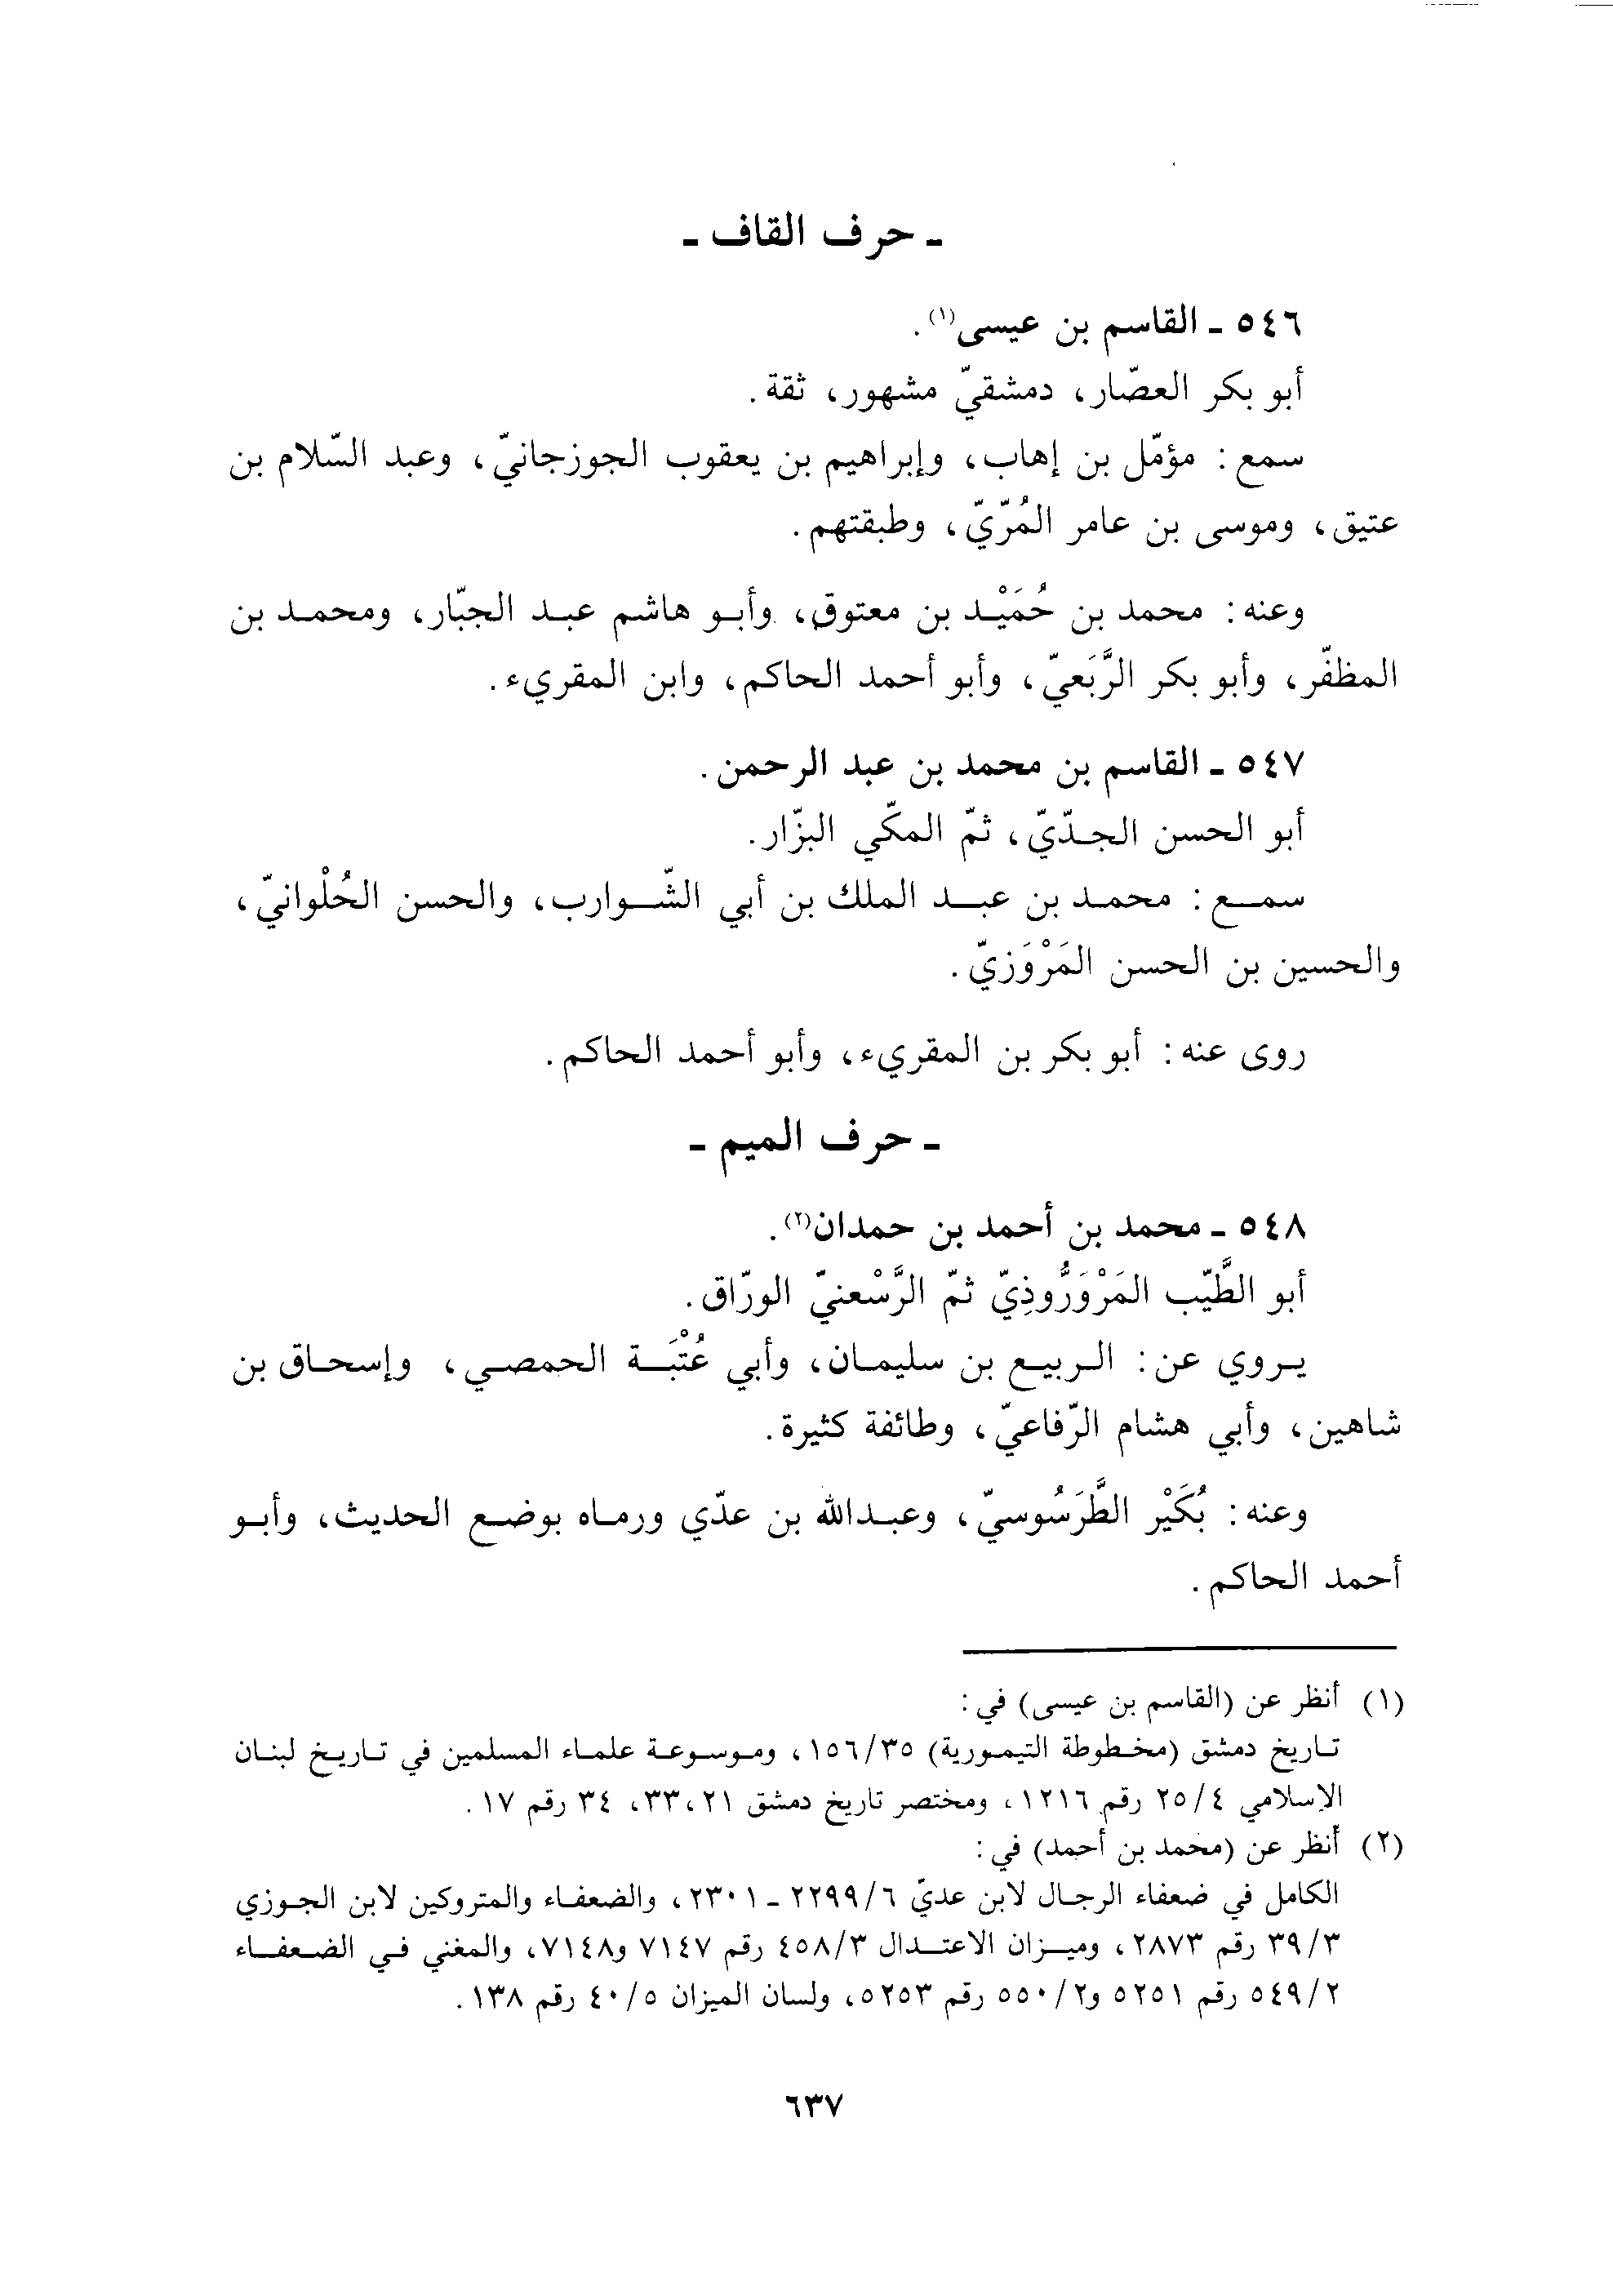 ـ حرف القاف ـ
٥٤٦ ـ القاسم بن عيسى(١).
أبو بكر العصّار، دمشقيّ مشهور، ثقة.
سمع: مؤمّل بن إهاب، وإبراهيم بن يعقوب الجوزجانيّ، وعبد السّلام بن
عتيق، وموسى بن عامر المُرّيّ، وطبقتهم.
وعنه: محمد بن حُمَيْد بن معتوق، وأبو هاشم عبد الجبّار، ومحمد بن
المظفّر، وأبو بكر الرَّبَعيّ، وأبو أحمد الحاكم، وابن المقريء.
٥٤٧ ـ القاسم بن محمد بن عبد الرحمن.
أبو الحسن الجدّيّ، ثمّ المكّي البزّار.
سمع: محمد بن عبد الملك بن أبي الشّوارب، والحسن الحُلْوانيّ،
والحسين بن الحسن المَرْوَزيّ.
روى عنه: أبو بكر بن المقريء، وأبو أحمد الحاكم.
ـ حرف الميم ـ
٥٤٨ ـ محمد بن أحمد بن حمدان(٢).
أبو الطَّيّب المَرْوَرُّوذِيّ ثمّ الرَّسْعنيّ الورّاق.
يروي عن: الربيع بن سليمان، وأبي عُتْبَة الحمصي، وإسحاق بن
شاهين، وأبي هشام الرّفاعيّ، وطائفة كثيرة.
وعنه: بُكَيْر الطَّرَسُوسيّ، وعبدالله بن عدّي ورماه بوضع الحديث، وأبو
أحمد الحاكم.
(١) أنظر عن (القاسم بن عيسى) في:
تاريخ دمشق (مخطوطة التيمورية) ١٥٦/٣٥، وموسوعة علماء المسلمين في تاريخ لبنان
الإسلامي ٢٥/٤ رقم ١٢١٦، ومختصر تاريخ دمشق ٣٣،٢١، ٣٤ رقم ١٧.
(٢) أنظر عن (محمد بن أحمد) في:
الكامل في ضعفاء الرجال لابن عديّ ٢٢٩٩/٦ ـ ٢٣٠١، والضعفاء والمتروكين لابن الجوزي
٣٩/٣ رقم ٢٨٧٣، وميزان الاعتدال ٤٥٨/٣ رقم ٧١٤٧ و٧١٤٨، والمغني في الضعفاء
٥٤٩/٢ رقم ٥٢٥١ و٥٥٠/٢ رقم ٥٢٥٣، ولسان الميزان ٤٠/٥ رقم ١٣٨.
٦٣٧